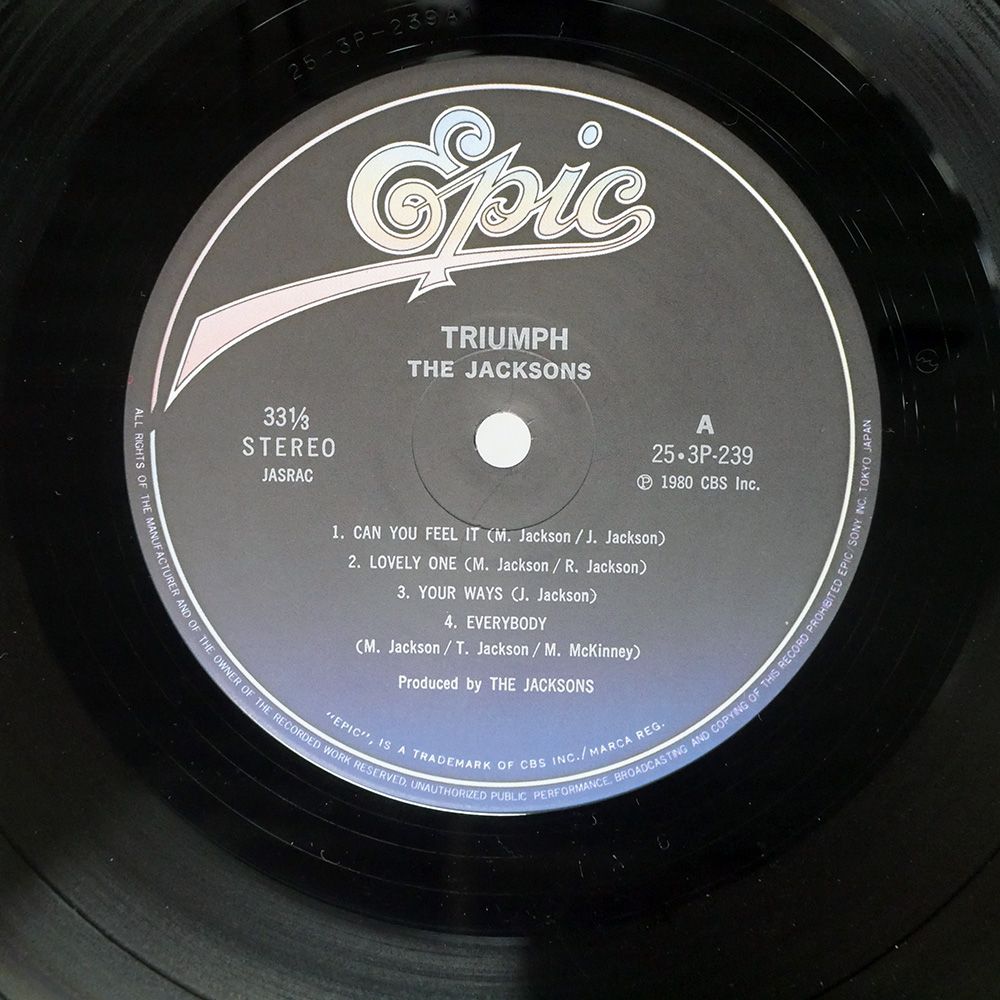 25-3P-239A1
Epic
TRIUMPH
THE JACKSONS
33⅓
STEREO
JASRAC
A
25•3P-239
Ⓟ 1980 CBS Inc.
1. CAN YOU FEEL IT (M. Jackson / J. Jackson)
2. LOVELY ONE (M. Jackson / R. Jackson)
3. YOUR WAYS (J. Jackson)
4. EVERYBODY
(M. Jackson / T. Jackson / M. McKinney)
Produced by THE JACKSONS
"EPIC", IS A TRADEMARK OF CBS INC./MARCA REG.
ALL RIGHTS OF THE MANUFACTURER AND OF THE OWNER OF THE RECORDED WORK RESERVED, UNAUTHORIZED PUBLIC PERFORMANCE, BROADCASTING AND COPYING OF THIS RECORD PROHIBITED EPIC/SONY INC. TOKYO JAPAN